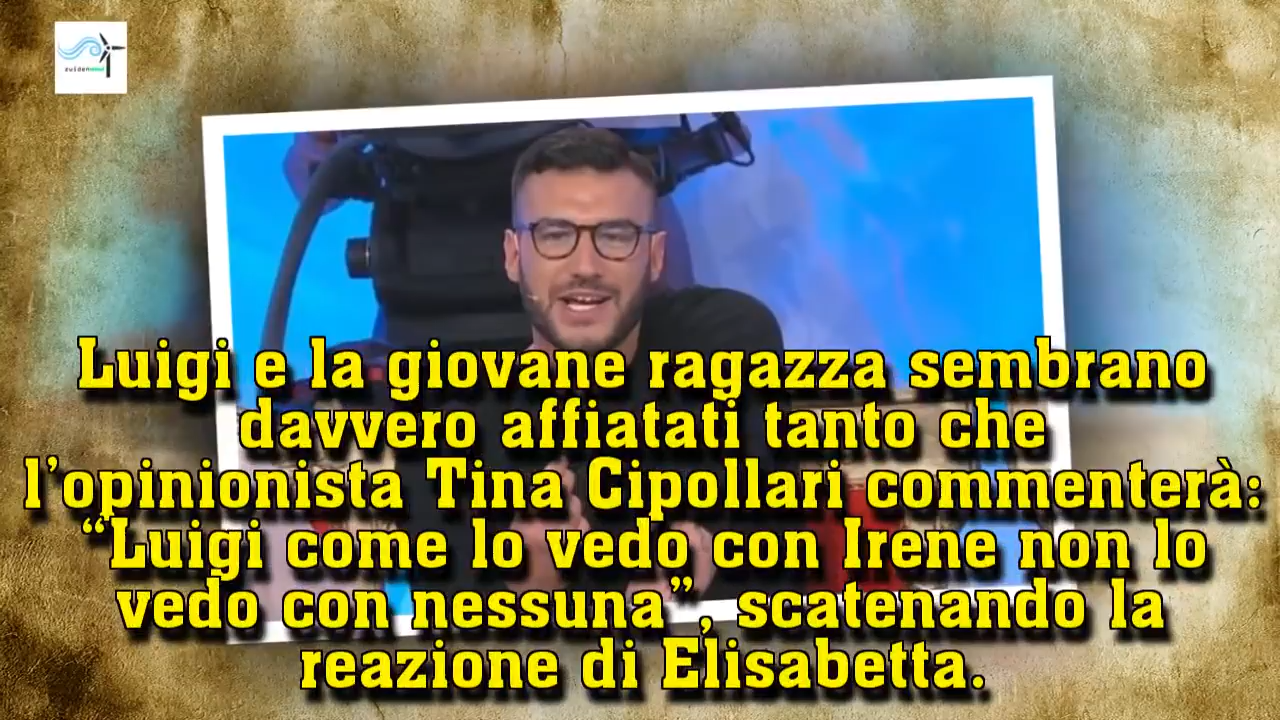 zušdenwind
Luigi e la giovane ragazza sembrano
davvero affiatati tanto che
l’opinionista Tina Cipollari commenterà:
“Luigi come lo vedo con Irene non lo
vedo con nessuna”, scatenando la
reazione di Elisabetta.